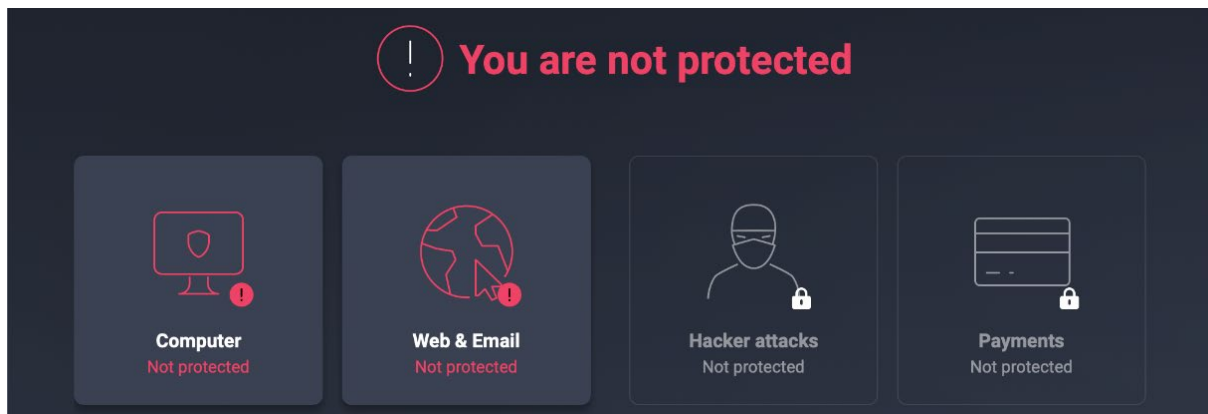 You are not protected
Computer
Not protected
Web & Email
Not protected
Hacker attacks
Not protected
Payments
Not protected